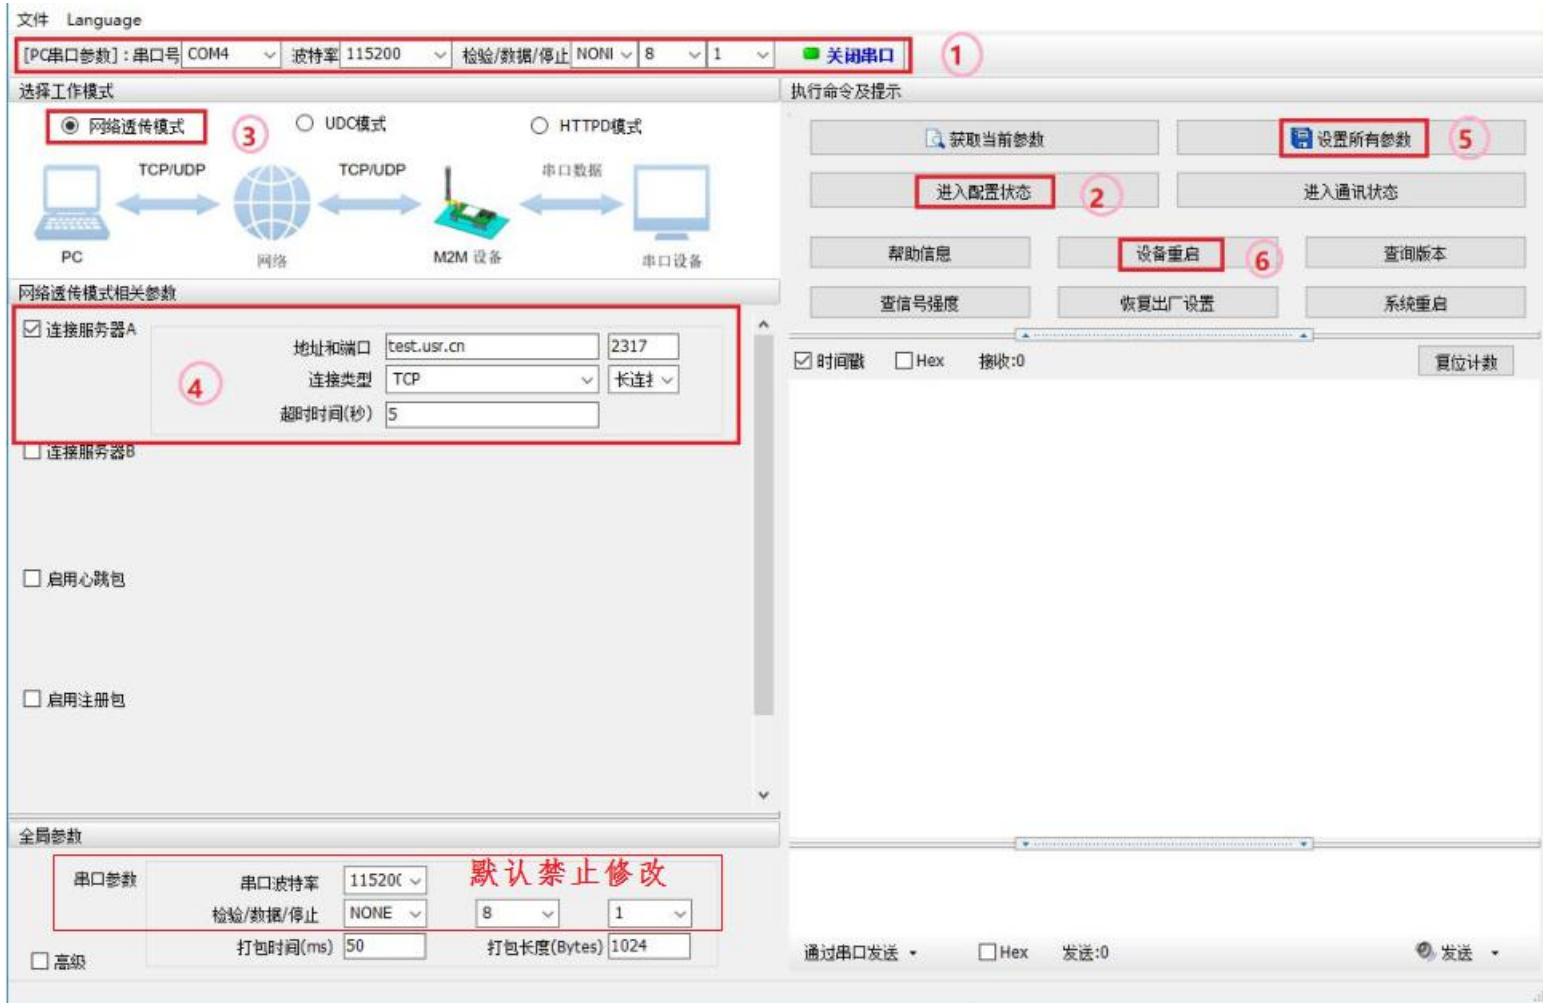 文件 Language
[PC串口参数]:串口号 COM4 波特率 115200 检验/数据/停止 NONI 8 1 关闭串口 1
选择工作模式
网络透传模式 3 UDC模式 HTTPD模式
TCP/UDP TCP/UDP 串口数据
PC 网络 M2M 设备 串口设备
网络透传模式相关参数
连接服务器A
地址和端口 test.usr.cn 2317
4 连接类型 TCP 长连
超时时间(秒) 5
连接服务器B
启用心跳包
启用注册包
全局参数
串口参数 串口波特率 11520( 默认禁止修改
检验/数据/停止 NONE 8 1
打包时间(ms) 50 打包长度(Bytes) 1024
高级
执行命令及提示
获取当前参数 设置所有参数 5
进入配置状态 2 进入通讯状态
帮助信息 设备重启 6 查询版本
查信号强度 恢复出厂设置 系统重启
时间戳 Hex 接收:0 复位计数
通过串口发送 Hex 发送:0 发送